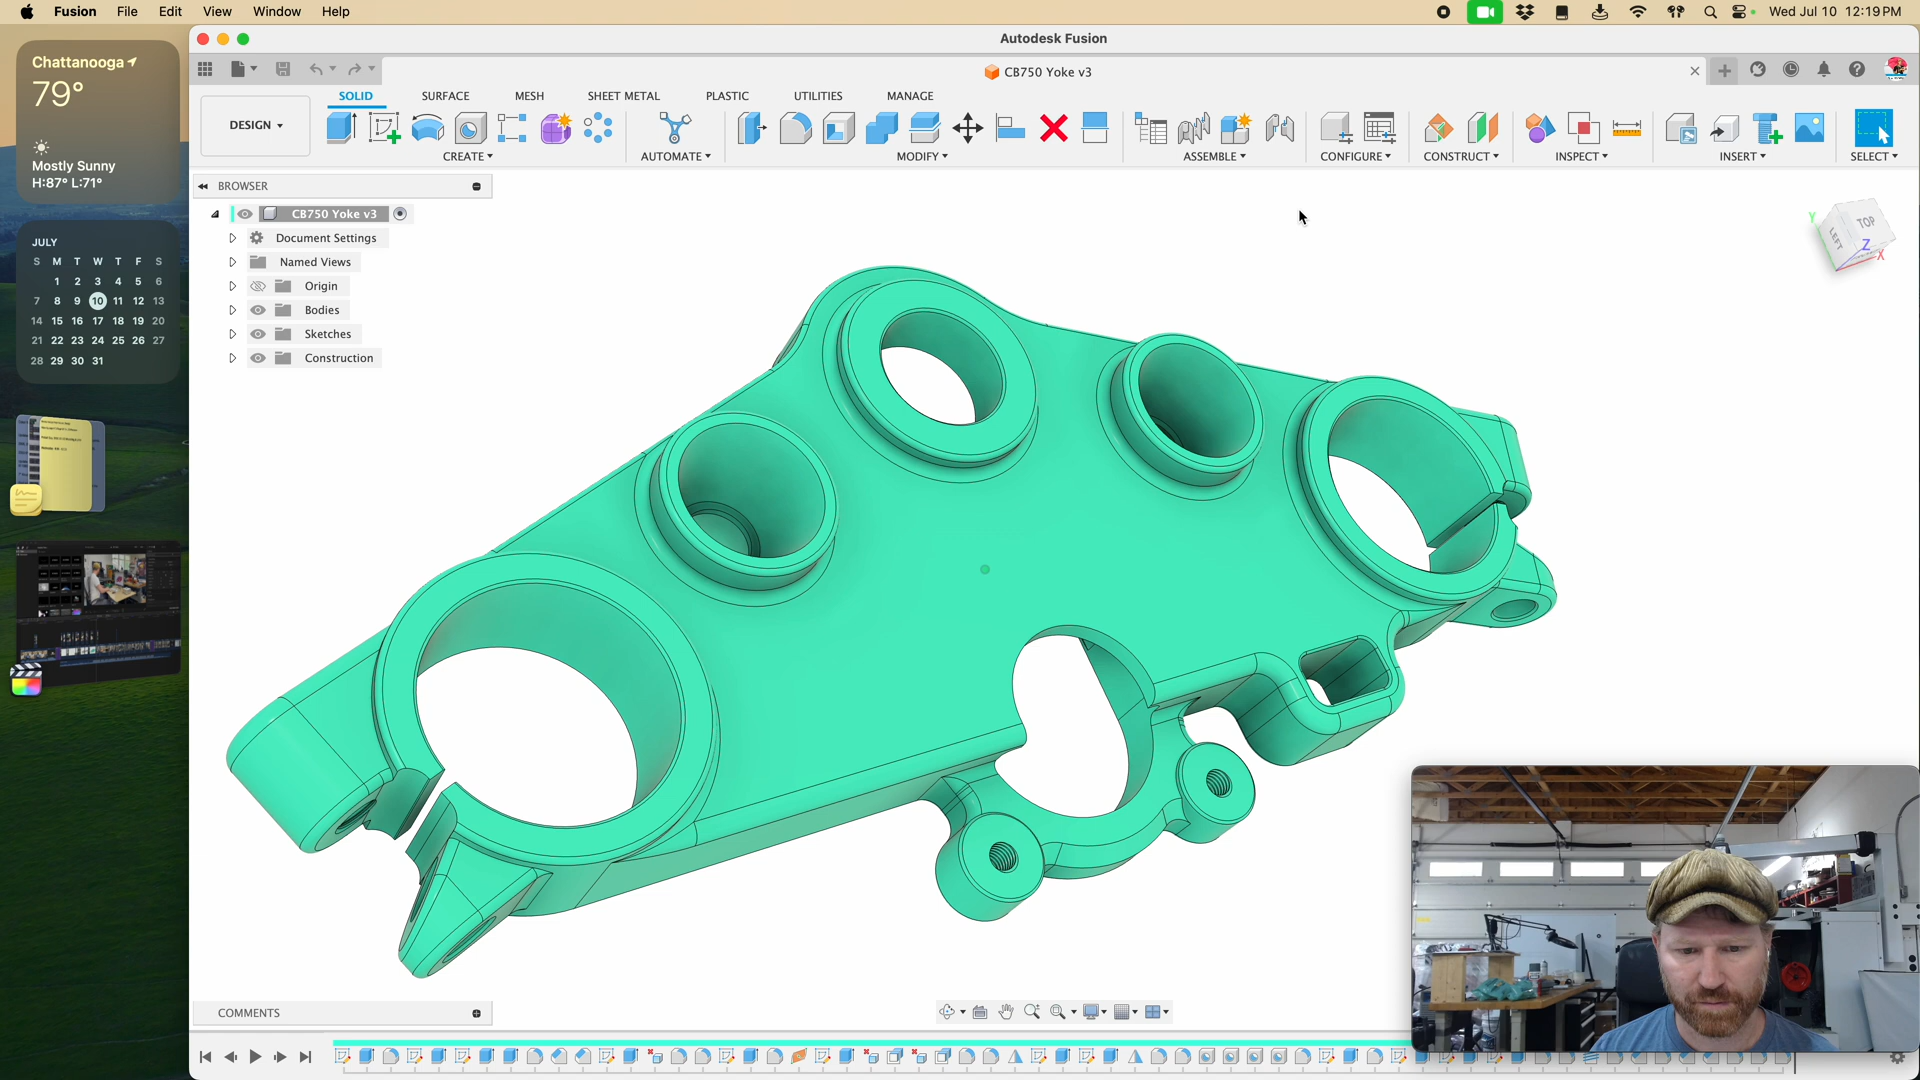 Fusion File Edit View Window Help
Wed Jul 10 12:19 PM
Autodesk Fusion
Chattanooga
79°
Mostly Sunny
H:87° L:71°
CB750 Yoke v3
SOLID SURFACE MESH SHEET METAL PLASTIC UTILITIES MANAGE
DESIGN
CREATE AUTOMATE MODIFY ASSEMBLE CONFIGURE CONSTRUCT INSPECT INSERT SELECT
BROWSER
CB750 Yoke v3
Document Settings
Named Views
Origin
Bodies
Sketches
Construction
TOP
LEFT
Y
Z
X
JULY
S M T W T F S
1 2 3 4 5 6
7 8 9 10 11 12 13
14 15 16 17 18 19 20
21 22 23 24 25 26 27
28 29 30 31
COMMENTS